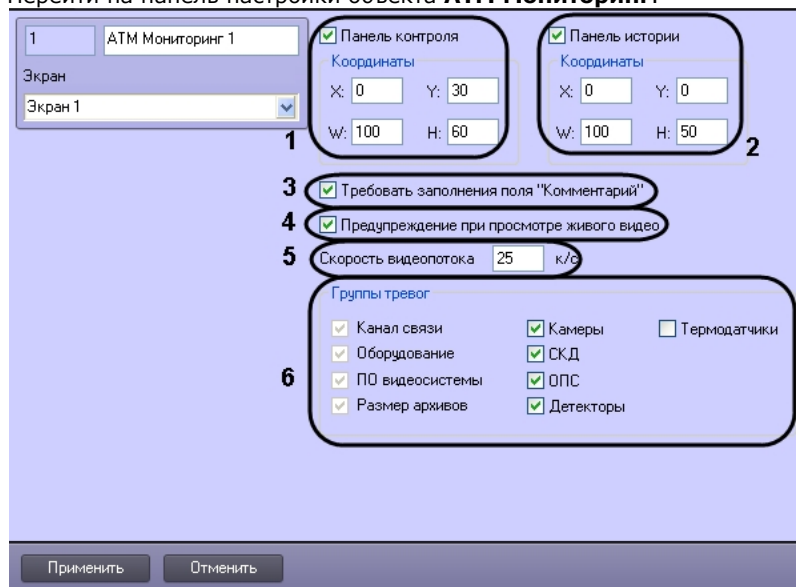 Перейти на панель настройки объекта АТМ Мониторинг.
1 АТМ Мониторинг 1
Экран
Экран 1
Панель контроля
Координаты
X: 0 Y: 30
W: 100 H: 60
1
Панель истории
Координаты
X: 0 Y: 0
W: 100 H: 50
2
3 Требовать заполнения поля "Комментарий"
4 Предупреждение при просмотре живого видео
5 Скорость видеопотока 25 к/с
Группы тревог
Канал связи Камеры Термодатчики
Оборудование СКД
6 ПО видеосистемы ОПС
Размер архивов Детекторы
Применить Отменить